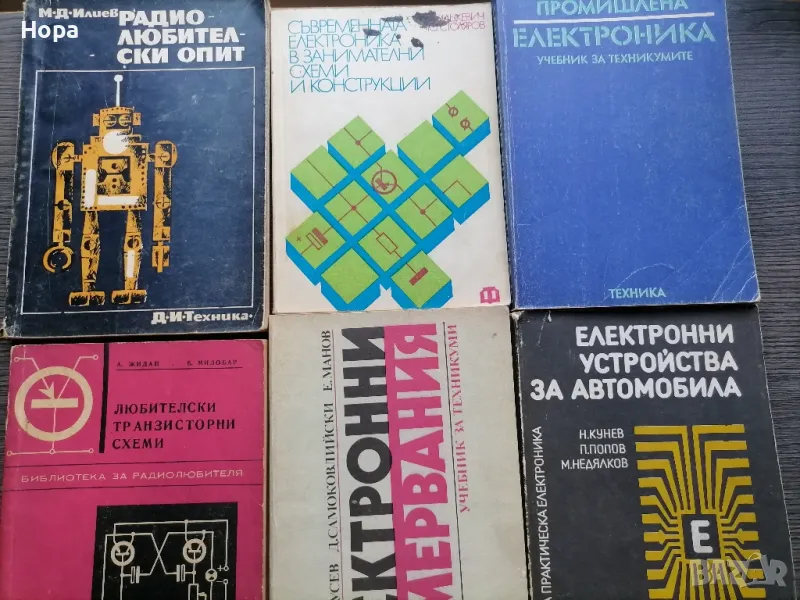 М·Д·Илиев
Нора
РАДИО-
ЛЮБИТЕЛ-
СКИ ОПИТ
Д·И·Техника·
СЪВРЕМЕННАТА
ЕЛЕКТРОНИКА
В ЗАНИМАТЕЛНИ
СХЕМИ
И КОНСТРУКЦИИ
ПРОМИШЛЕНА
ЕЛЕКТРОНИКА
УЧЕБНИК ЗА ТЕХНИКУМИТЕ
ТЕХНИКА
А. ЖИДАН · Я. МИДОБАР
ЛЮБИТЕЛСКИ
ТРАНЗИСТОРНИ
СХЕМИ
БИБЛИОТЕКА ЗА РАДИОЛЮБИТЕЛЯ
Д.САМОКОВЛИЙСКИ Е.МАНОВ
УЧЕБНИК ЗА ТЕХНИКУМИ
ЕЛЕКТРОННИ
УСТРОЙСТВА
ЗА АВТОМОБИЛА
Н.КУНЕВ
П.ПОПОВ
М.НЕДЯЛКОВ
ПРАКТИЧЕСКА ЕЛЕКТРОНИКА
Е